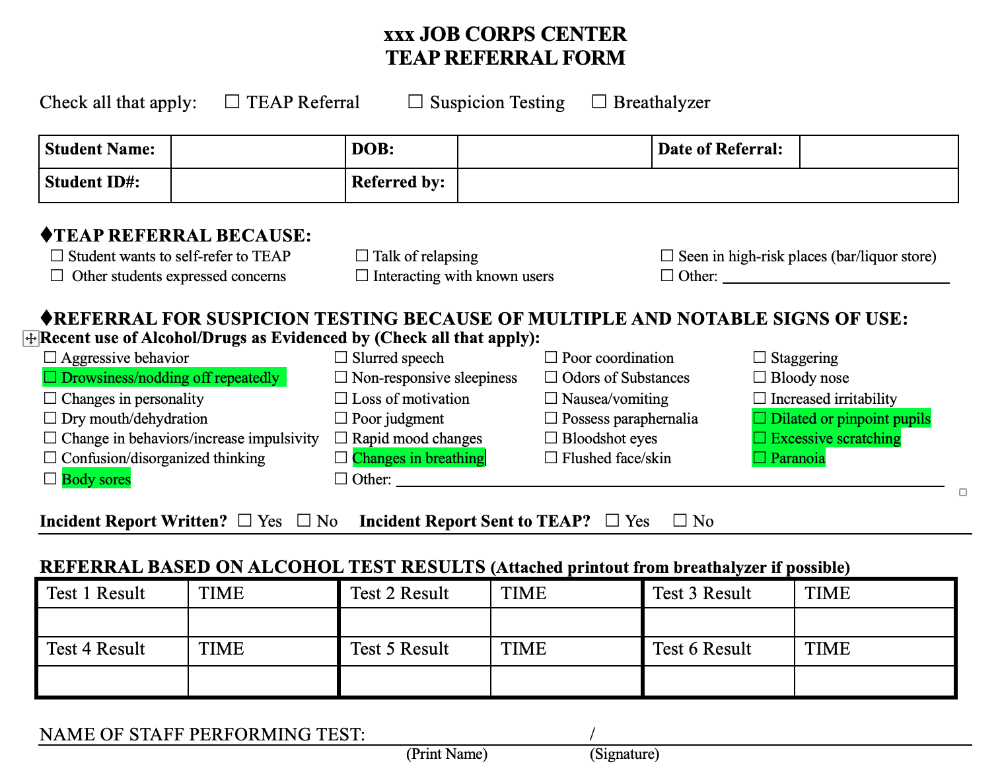 xxx JOB CORPS CENTER
TEAP REFERRAL FORM
Check all that apply: ☐ TEAP Referral ☐ Suspicion Testing ☐ Breathalyzer
Student Name: DOB: Date of Referral:
Student ID#: Referred by:
♦TEAP REFERRAL BECAUSE:
☐ Student wants to self-refer to TEAP ☐ Talk of relapsing ☐ Seen in high-risk places (bar/liquor store)
☐ Other students expressed concerns ☐ Interacting with known users ☐ Other:
♦REFERRAL FOR SUSPICION TESTING BECAUSE OF MULTIPLE AND NOTABLE SIGNS OF USE:
Recent use of Alcohol/Drugs as Evidenced by (Check all that apply):
☐ Aggressive behavior ☐ Slurred speech ☐ Poor coordination ☐ Staggering
☐ Drowsiness/nodding off repeatedly ☐ Non-responsive sleepiness ☐ Odors of Substances ☐ Bloody nose
☐ Changes in personality ☐ Loss of motivation ☐ Nausea/vomiting ☐ Increased irritability
☐ Dry mouth/dehydration ☐ Poor judgment ☐ Possess paraphernalia ☐ Dilated or pinpoint pupils
☐ Change in behaviors/increase impulsivity ☐ Rapid mood changes ☐ Bloodshot eyes ☐ Excessive scratching
☐ Confusion/disorganized thinking ☐ Changes in breathing ☐ Flushed face/skin ☐ Paranoia
☐ Body sores ☐ Other:
Incident Report Written? ☐ Yes ☐ No Incident Report Sent to TEAP? ☐ Yes ☐ No
REFERRAL BASED ON ALCOHOL TEST RESULTS (Attached printout from breathalyzer if possible)
Test 1 Result TIME Test 2 Result TIME Test 3 Result TIME
Test 4 Result TIME Test 5 Result TIME Test 6 Result TIME
NAME OF STAFF PERFORMING TEST: /
(Print Name) (Signature)